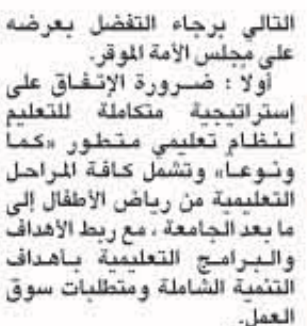 التالي برجاء التفضل بعرضه
على مجلس الأمة الموقر.
أولا : ضرورة الإتفاق على
إستراتيجية متكاملة للتعليم
لنظام تعليمي متطور «كما
ونوعا» وتشمل كافة المراحل
التعليمية من رياض الأطفال إلى
ما بعد الجامعة ، مع ربط الأهداف
والبرامج التعليمية باهداف
التنمية الشاملة ومتطلبات سوق
العمل.